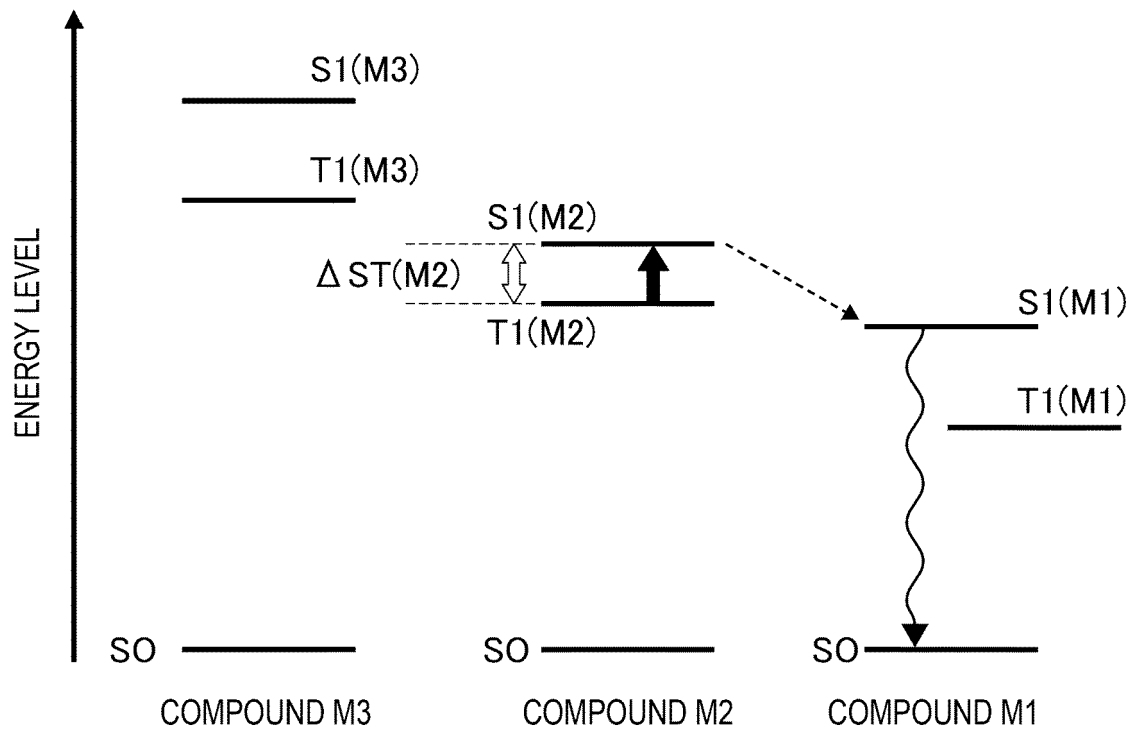 ENERGY LEVEL
S1(M3)
T1(M3)
S1(M2)
Δ ST(M2)
T1(M2)
S1(M1)
T1(M1)
SO
SO
SO
COMPOUND M3
COMPOUND M2
COMPOUND M1